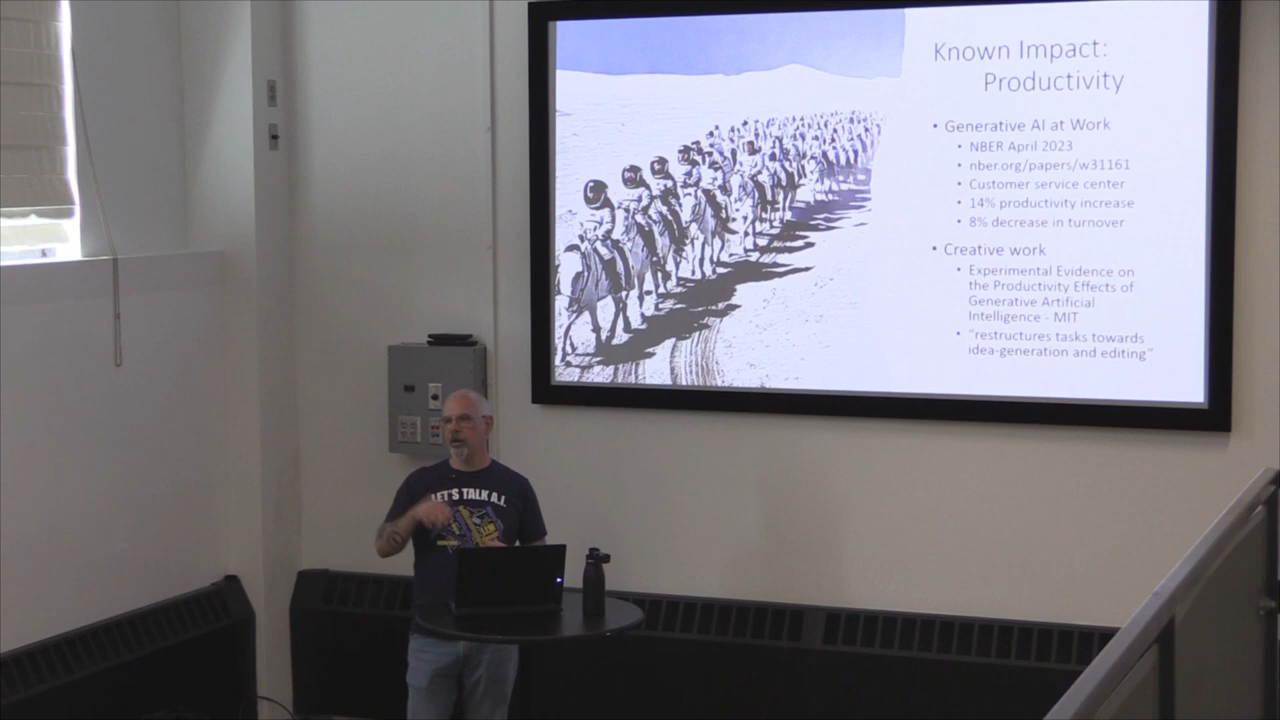 Known Impact:
Productivity
• Generative AI at Work
• NBER April 2023
• nber.org/papers/w31161
• Customer service center
• 14% productivity increase
• 8% decrease in turnover
• Creative work
• Experimental Evidence on
the Productivity Effects of
Generative Artificial
Intelligence - MIT
• "restructures tasks towards
idea-generation and editing"
LET'S TALK A.I.